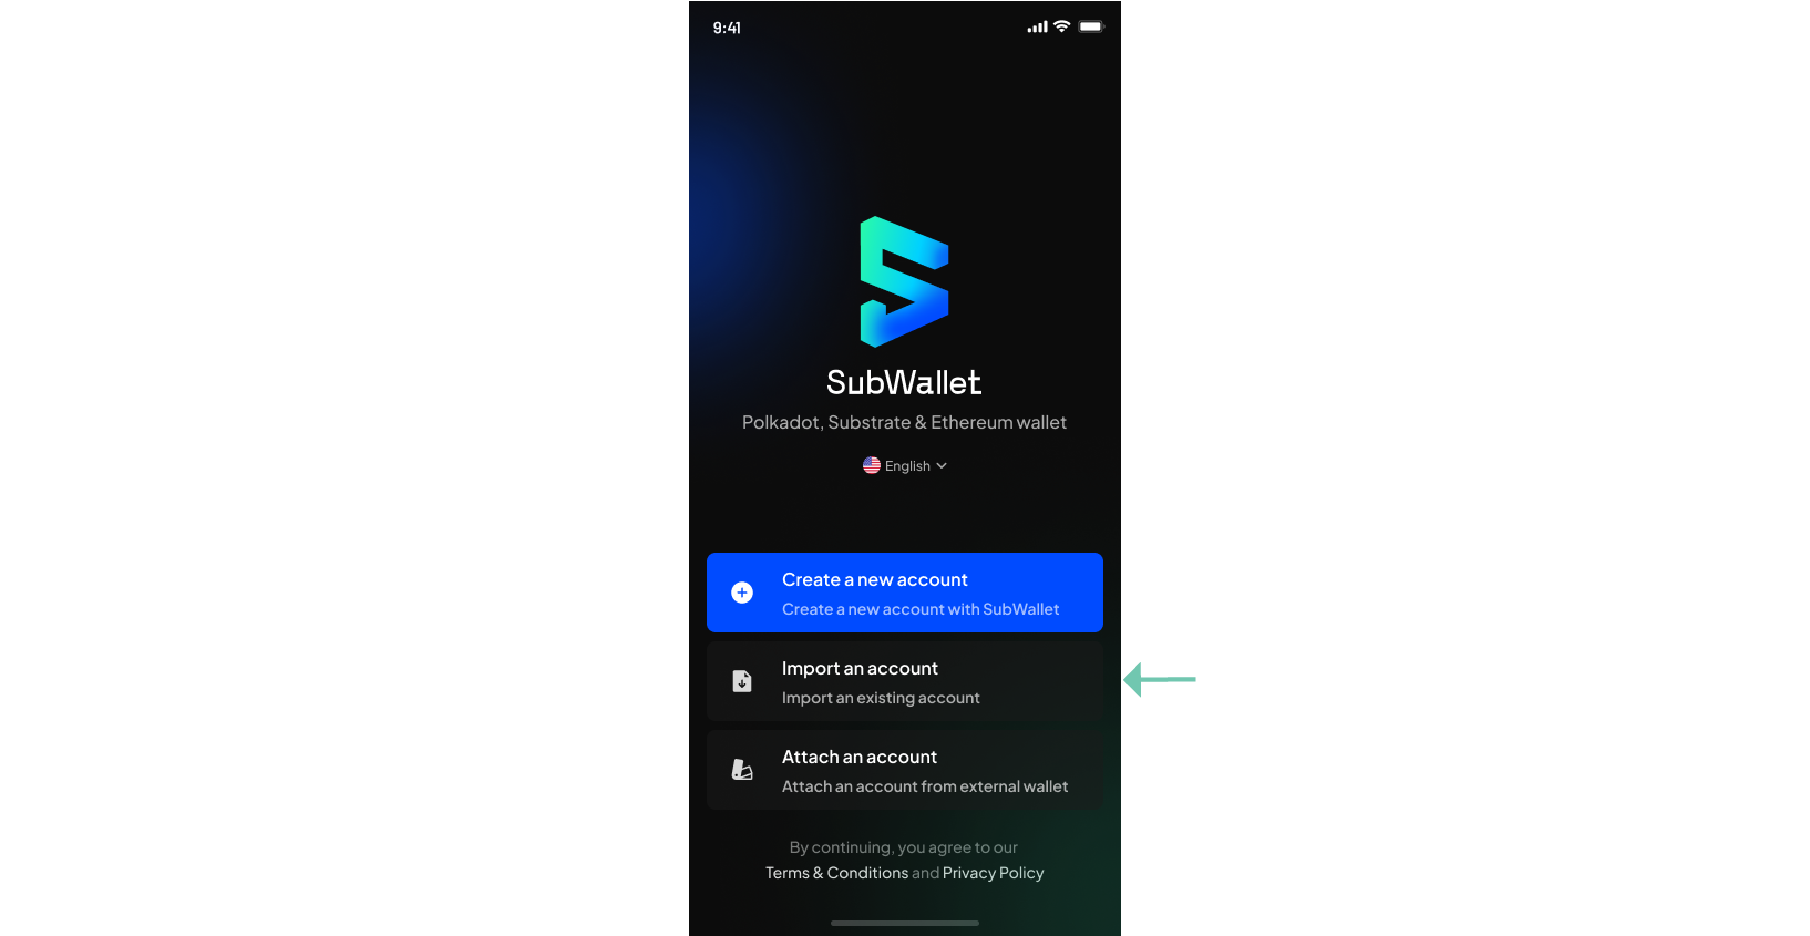 9:41
SubWallet
Polkadot, Substrate & Ethereum wallet
English
Create a new account
Create a new account with SubWallet
Import an account
Import an existing account
Attach an account
Attach an account from external wallet
By continuing, you agree to our
Terms & Conditions and Privacy Policy